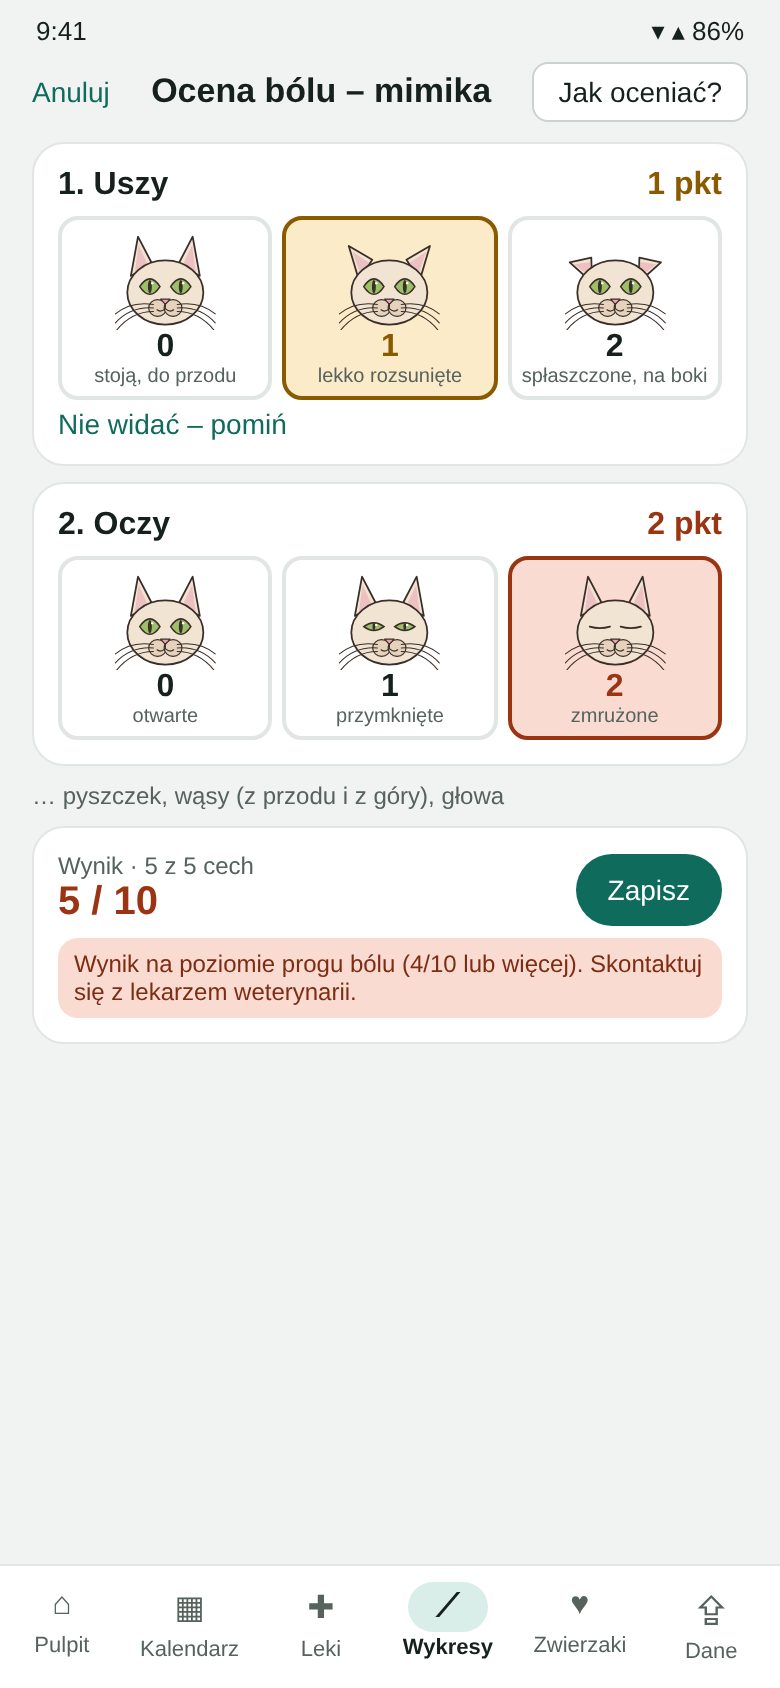 9:41
86%
Anuluj
Ocena bólu – mimika
Jak oceniać?
1. Uszy
1 pkt
0
1
2
stoją, do przodu
lekko rozsunięte
spłaszczone, na boki
Nie widać – pomiń
2. Oczy
2 pkt
0
1
2
otwarte
przymknięte
zmrużone
… pyszczek, wąsy (z przodu i z góry), głowa
Wynik · 5 z 5 cech
5 / 10
Zapisz
Wynik na poziomie progu bólu (4/10 lub więcej). Skontaktuj
się z lekarzem weterynarii.
Pulpit
Kalendarz
Leki
Wykresy
Zwierzaki
Dane